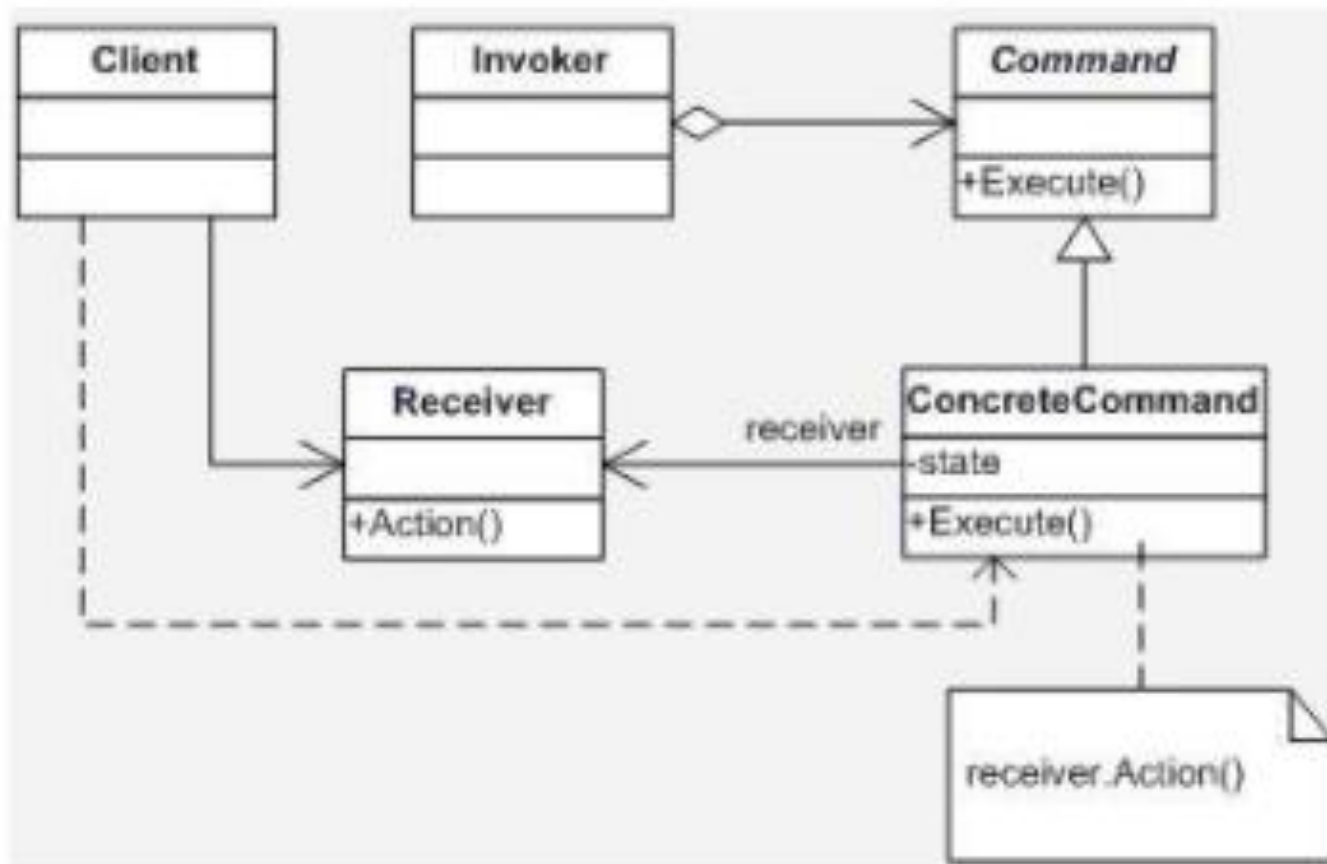 Client
Invoker
Command
+Execute()
Receiver
+Action()
receiver
ConcreteCommand
-state
+Execute()
receiver.Action()